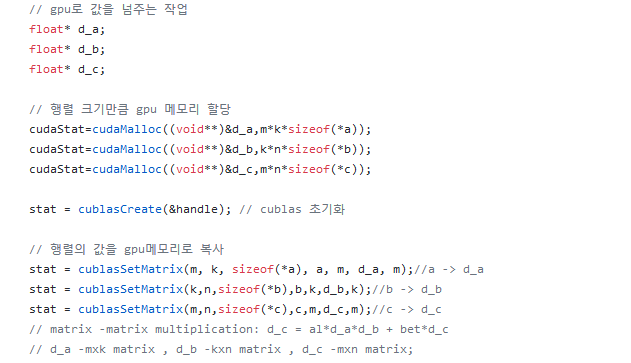 // gpu로 값을 넘주는 작업
float* d_a;
float* d_b;
float* d_c;
// 행렬 크기만큼 gpu 메모리 할당
cudaStat=cudaMalloc((void**)&d_a,m*k*sizeof(*a));
cudaStat=cudaMalloc((void**)&d_b,k*n*sizeof(*b));
cudaStat=cudaMalloc((void**)&d_c,m*n*sizeof(*c));
stat = cublasCreate(&handle); // cublas 초기화
// 행렬의 값을 gpu메모리로 복사
stat = cublasSetMatrix(m, k, sizeof(*a), a, m, d_a, m);//a -> d_a
stat = cublasSetMatrix(k,n,sizeof(*b),b,k,d_b,k);//b -> d_b
stat = cublasSetMatrix(m,n,sizeof(*c),c,m,d_c,m);//c -> d_c
// matrix -matrix multiplication: d_c = al*d_a*d_b + bet*d_c
// d_a -mxk matrix , d_b -kxn matrix , d_c -mxn matrix;